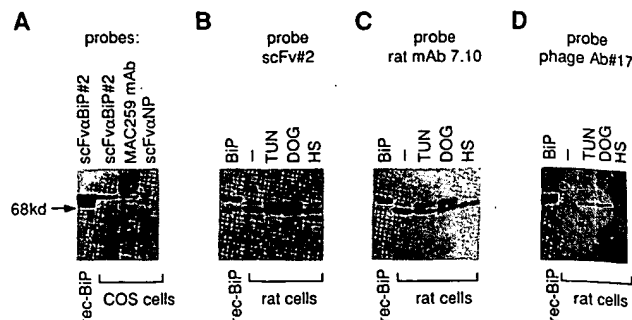 A
probes:
scFvαBiP#2
scFvαBiP#2
MAC259 mAb
scFvαNP
68kd
rec-BiP
COS cells
B
probe
scFv#2
BiP
–
TUN
DOG
HS
rec-BiP
rat cells
C
probe
rat mAb 7.10
BiP
–
TUN
DOG
HS
rec-BiP
rat cells
D
probe
phage Ab#17
BiP
–
TUN
DOG
HS
rec-BiP
rat cells